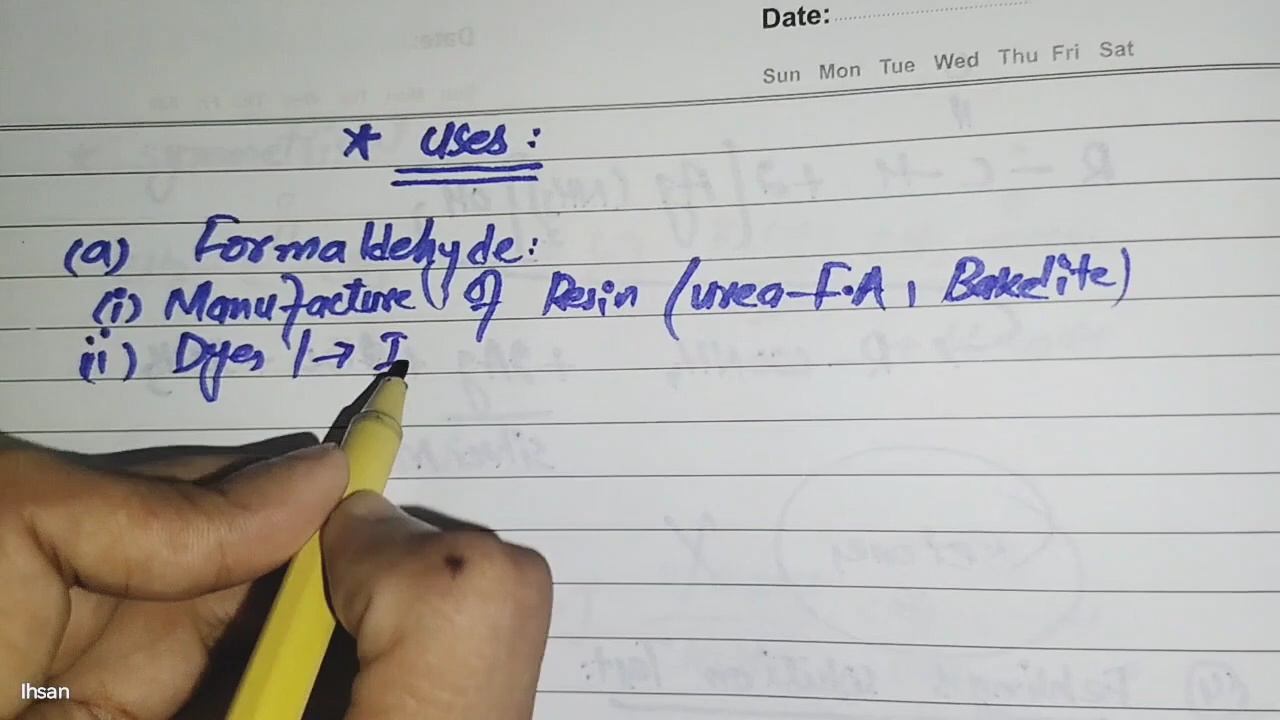 Date:
Sun Mon Tue Wed Thu Fri Sat
* Uses:
(a) Formaldehyde:
(i) Manufacture of Resin (urea-F.A, Bakelite)
(ii) Dyes → I
Ihsan